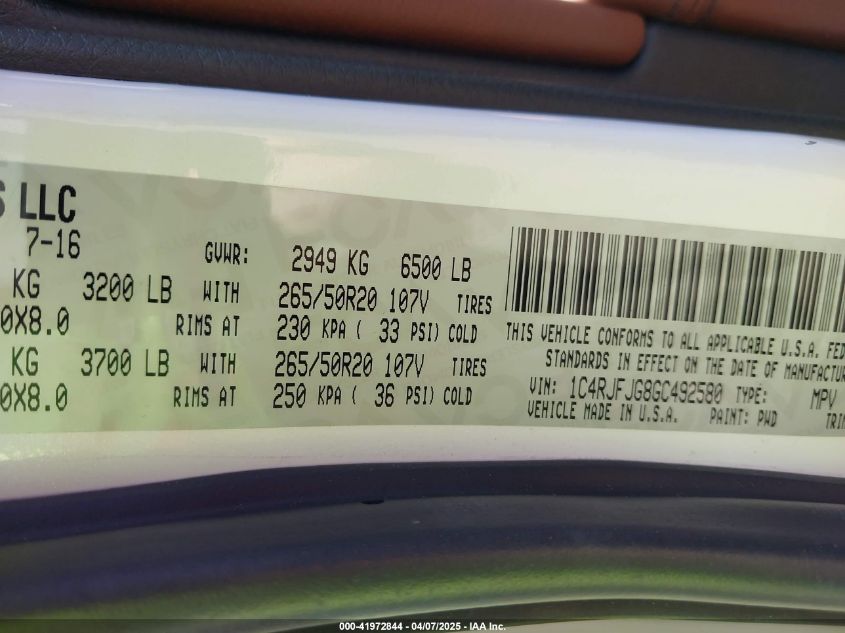 S LLC
7-16
GVWR: 2949 KG 6500 LB
KG 3200 LB WITH 265/50R20 107V TIRES
0X8.0 RIMS AT 230 KPA ( 33 PSI) COLD
KG 3700 LB WITH 265/50R20 107V TIRES
0X8.0 RIMS AT 250 KPA ( 36 PSI) COLD
THIS VEHICLE CONFORMS TO ALL APPLICABLE U.S.A. FED
STANDARDS IN EFFECT ON THE DATE OF MANUFACTUR
VIN: 1C4RJFJG8GC492580 TYPE: MPV
VEHICLE MADE IN U.S.A. PAINT: PWD TRIM
000-41972844 - 04/07/2025 - IAA Inc.